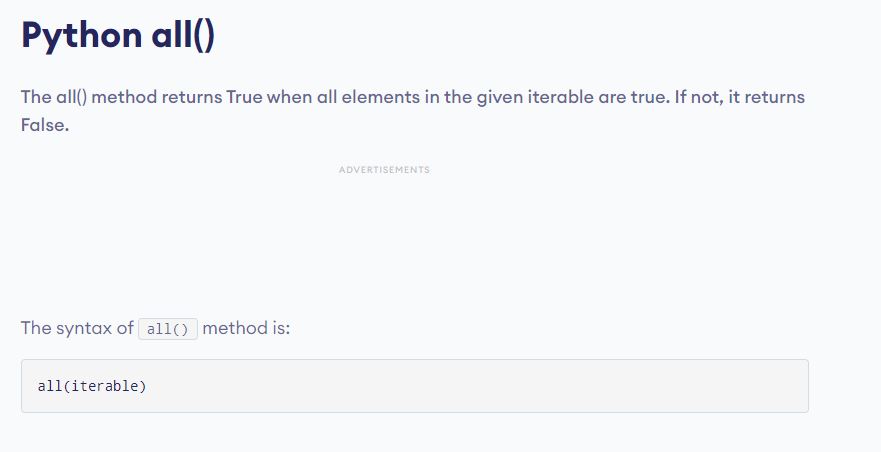 Python all()
The all() method returns True when all elements in the given iterable are true. If not, it returns
False.
ADVERTISEMENTS
The syntax of all() method is:
all(iterable)